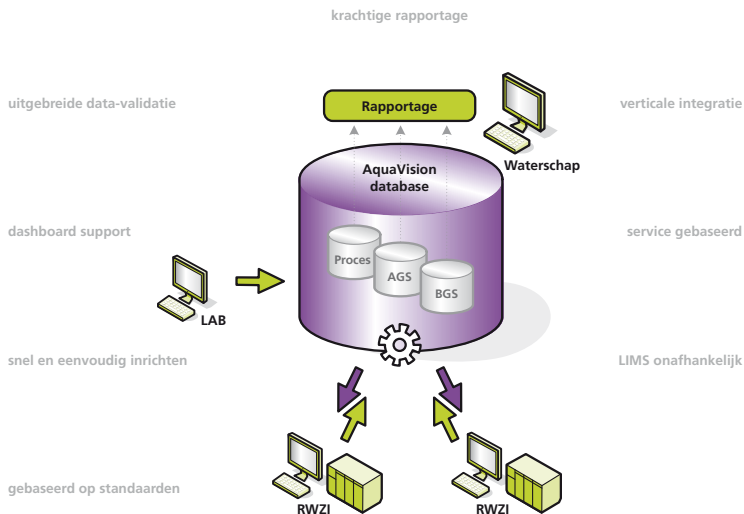 krachtige rapportage
uitgebreide data-validatie
Rapportage
verticale integratie
Waterschap
AquaVision
database
dashboard support
service gebaseerd
Proces
AGS
BGS
LAB
snel en eenvoudig inrichten
LIMS onafhankelijk
gebaseerd op standaarden
RWZI
RWZI